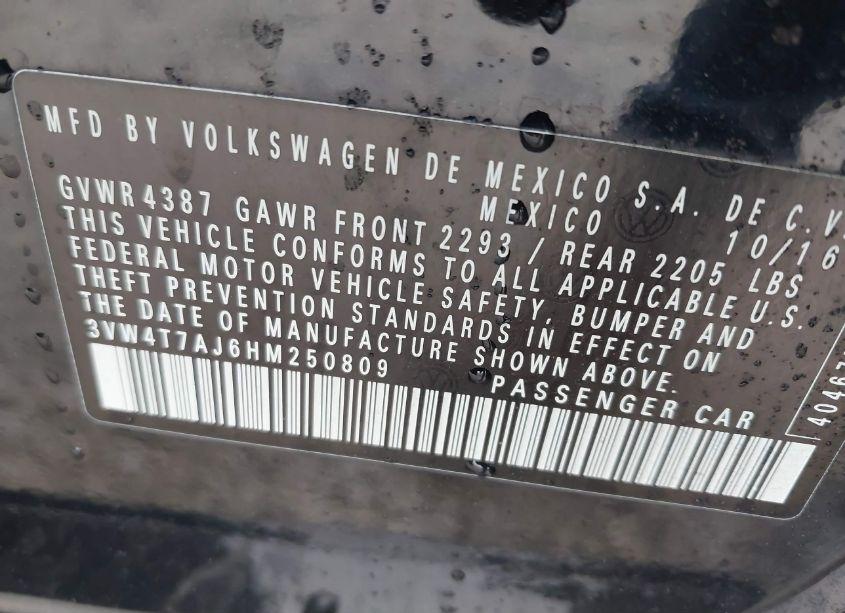 MFD BY VOLKSWAGEN DE MEXICO S.A. DE C.V.
MEXICO 10/16
GVWR 4387 GAWR FRONT 2293 / REAR 2205 LBS
THIS VEHICLE CONFORMS TO ALL APPLICABLE U.S.
FEDERAL MOTOR VEHICLE SAFETY, BUMPER AND
THEFT PREVENTION STANDARDS IN EFFECT ON
THE DATE OF MANUFACTURE SHOWN ABOVE.
3VW4T7AJ6HM250809 PASSENGER CAR